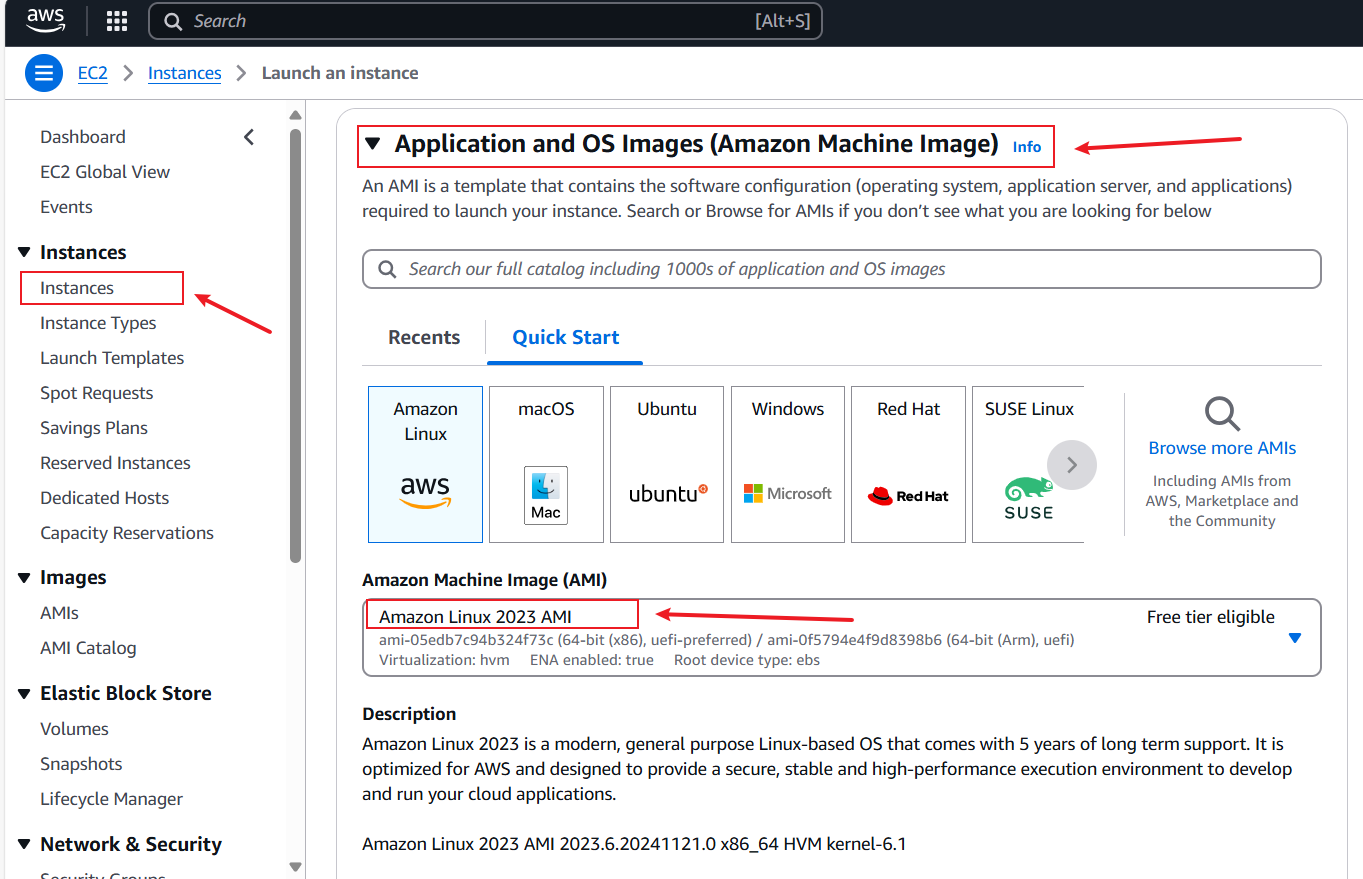 aws
Search [Alt+S]
EC2 > Instances > Launch an instance
Dashboard
EC2 Global View
Events
Instances
Instances
Instance Types
Launch Templates
Spot Requests
Savings Plans
Reserved Instances
Dedicated Hosts
Capacity Reservations
Images
AMIs
AMI Catalog
Elastic Block Store
Volumes
Snapshots
Lifecycle Manager
Network & Security
Security Groups
Application and OS Images (Amazon Machine Image) Info
An AMI is a template that contains the software configuration (operating system, application server, and applications)
required to launch your instance. Search or Browse for AMIs if you don’t see what you are looking for below
Search our full catalog including 1000s of application and OS images
Recents
Quick Start
Amazon
Linux
aws
macOS
Mac
Ubuntu
ubuntu
Windows
Microsoft
Red Hat
Red Hat
SUSE Linux
SUSE
Browse more AMIs
Including AMIs from
AWS, Marketplace and
the Community
Amazon Machine Image (AMI)
Amazon Linux 2023 AMI Free tier eligible
ami-05edb7c94b324f73c (64-bit (x86), uefi-preferred) / ami-0f5794e4f9d8398b6 (64-bit (Arm), uefi)
Virtualization: hvm ENA enabled: true Root device type: ebs
Description
Amazon Linux 2023 is a modern, general purpose Linux-based OS that comes with 5 years of long term support. It is
optimized for AWS and designed to provide a secure, stable and high-performance execution environment to develop
and run your cloud applications.
Amazon Linux 2023 AMI 2023.6.20241121.0 x86_64 HVM kernel-6.1